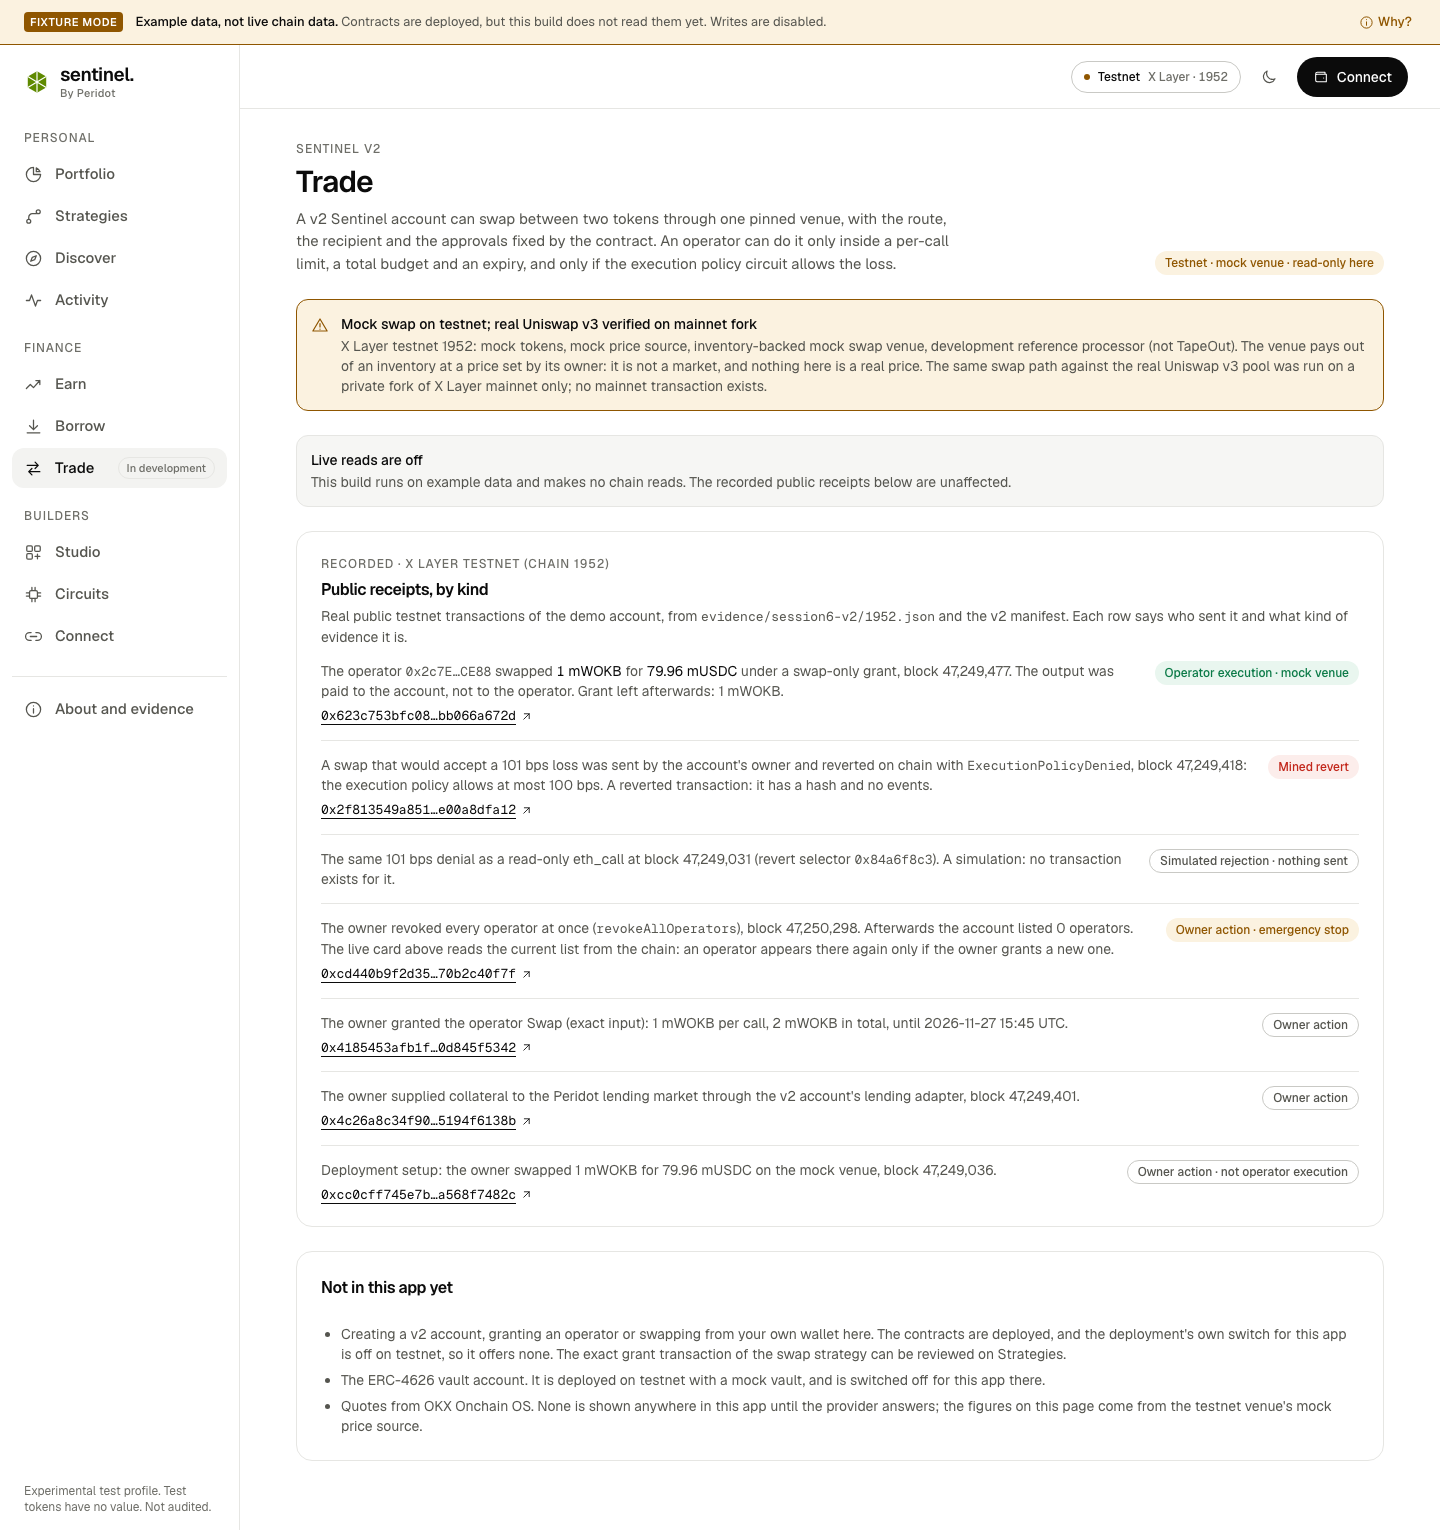 FIXTURE MODE Example data, not live chain data. Contracts are deployed, but this build does not read them yet. Writes are disabled. Why?
sentinel.
By Peridot
Testnet X Layer · 1952
Connect
PERSONAL
Portfolio
Strategies
Discover
Activity
FINANCE
Earn
Borrow
Trade In development
BUILDERS
Studio
Circuits
Connect
About and evidence
Experimental test profile. Test
tokens have no value. Not audited.
SENTINEL V2
Trade
A v2 Sentinel account can swap between two tokens through one pinned venue, with the route,
the recipient and the approvals fixed by the contract. An operator can do it only inside a per-call
limit, a total budget and an expiry, and only if the execution policy circuit allows the loss.
Testnet · mock venue · read-only here
Mock swap on testnet; real Uniswap v3 verified on mainnet fork
X Layer testnet 1952: mock tokens, mock price source, inventory-backed mock swap venue, development reference processor (not TapeOut). The venue pays out
of an inventory at a price set by its owner: it is not a market, and nothing here is a real price. The same swap path against the real Uniswap v3 pool was run on a
private fork of X Layer mainnet only; no mainnet transaction exists.
Live reads are off
This build runs on example data and makes no chain reads. The recorded public receipts below are unaffected.
RECORDED · X LAYER TESTNET (CHAIN 1952)
Public receipts, by kind
Real public testnet transactions of the demo account, from evidence/session6-v2/1952.json and the v2 manifest. Each row says who sent it and what kind of
evidence it is.
The operator 0x2c7E…CE88 swapped 1 mWOKB for 79.96 mUSDC under a swap-only grant, block 47,249,477. The output was
paid to the account, not to the operator. Grant left afterwards: 1 mWOKB.
Operator execution · mock venue
0x623c753bfc08…bb066a672d
A swap that would accept a 101 bps loss was sent by the account's owner and reverted on chain with ExecutionPolicyDenied, block 47,249,418:
the execution policy allows at most 100 bps. A reverted transaction: it has a hash and no events.
Mined revert
0x2f813549a851…e00a8dfa12
The same 101 bps denial as a read-only eth_call at block 47,249,031 (revert selector 0x84a6f8c3). A simulation: no transaction
exists for it.
Simulated rejection · nothing sent
The owner revoked every operator at once (revokeAllOperators), block 47,250,298. Afterwards the account listed 0 operators.
The live card above reads the current list from the chain: an operator appears there again only if the owner grants a new one.
Owner action · emergency stop
0xcd440b9f2d35…70b2c40f7f
The owner granted the operator Swap (exact input): 1 mWOKB per call, 2 mWOKB in total, until 2026-11-27 15:45 UTC.
Owner action
0x4185453afb1f…0d845f5342
The owner supplied collateral to the Peridot lending market through the v2 account's lending adapter, block 47,249,401.
Owner action
0x4c26a8c34f90…5194f6138b
Deployment setup: the owner swapped 1 mWOKB for 79.96 mUSDC on the mock venue, block 47,249,036.
Owner action · not operator execution
0xcc0cff745e7b…a568f7482c
Not in this app yet
Creating a v2 account, granting an operator or swapping from your own wallet here. The contracts are deployed, and the deployment's own switch for this app
is off on testnet, so it offers none. The exact grant transaction of the swap strategy can be reviewed on Strategies.
The ERC-4626 vault account. It is deployed on testnet with a mock vault, and is switched off for this app there.
Quotes from OKX Onchain OS. None is shown anywhere in this app until the provider answers; the figures on this page come from the testnet venue's mock
price source.